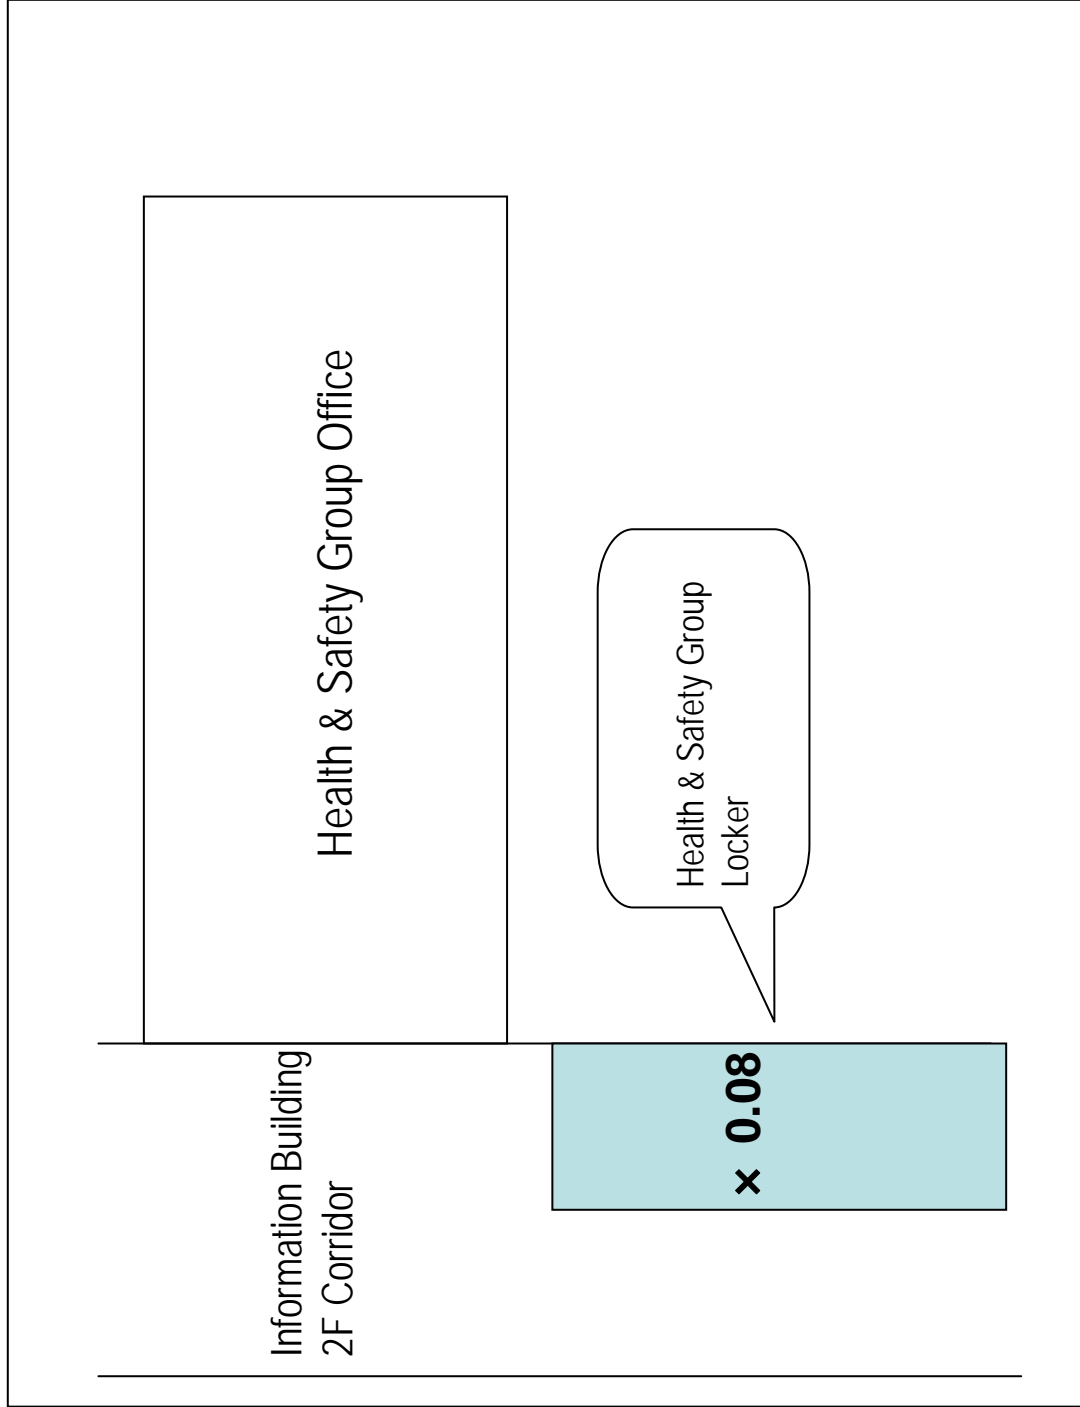 Health & Safety Group Office
Information Building
2F Corridor
Health & Safety Group
Locker
× 0.08